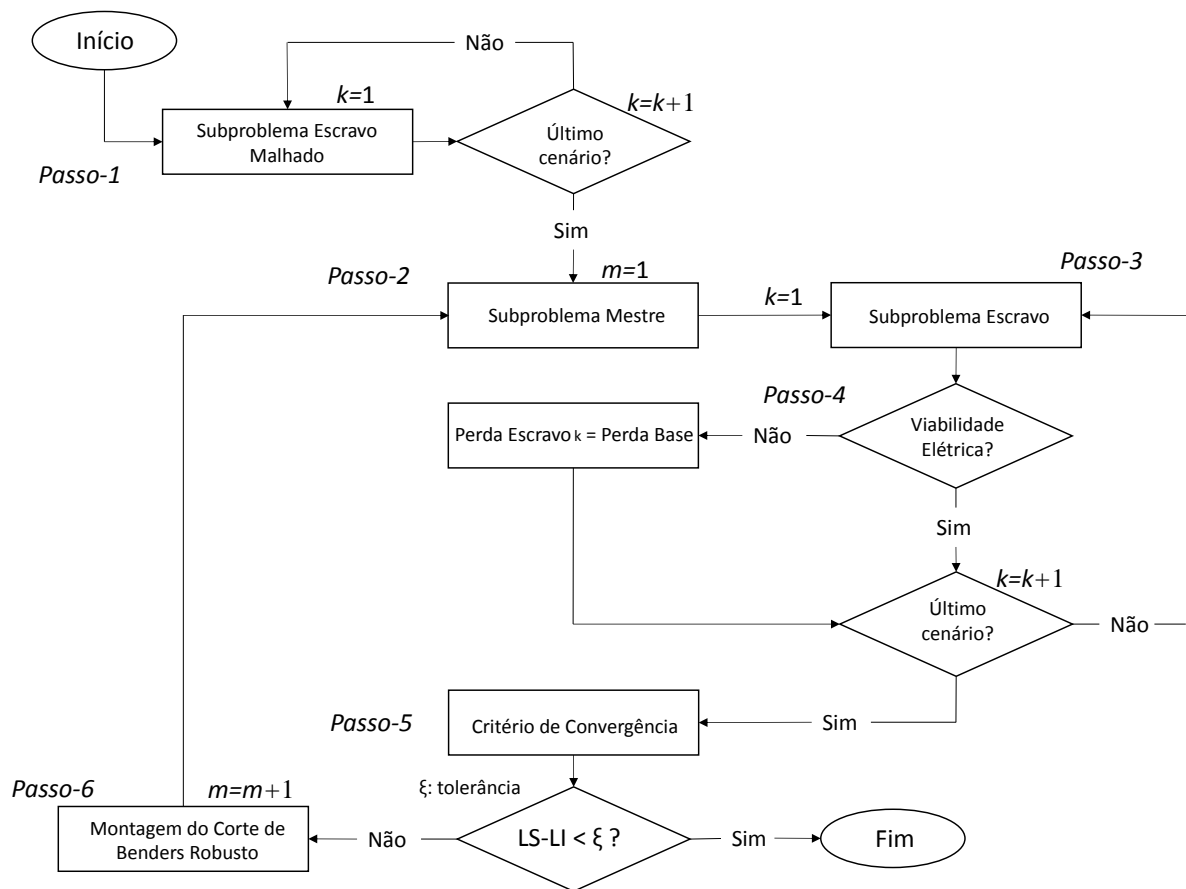 Início
Não
k=1
k=k+1
Subproblema Escravo
Malhado
Último
cenário?
Passo-1
Sim
Passo-2
m=1
Passo-3
k=1
Subproblema Mestre
Subproblema Escravo
Passo-4
Perda Escravo k = Perda Base
Não
Viabilidade
Elétrica?
Sim
k=k+1
Último
cenário?
Não
Passo-5
Critério de Convergência
Sim
Passo-6
m=m+1
ξ: tolerância
Montagem do Corte de
Benders Robusto
Não
LS-LI < ξ ?
Sim
Fim